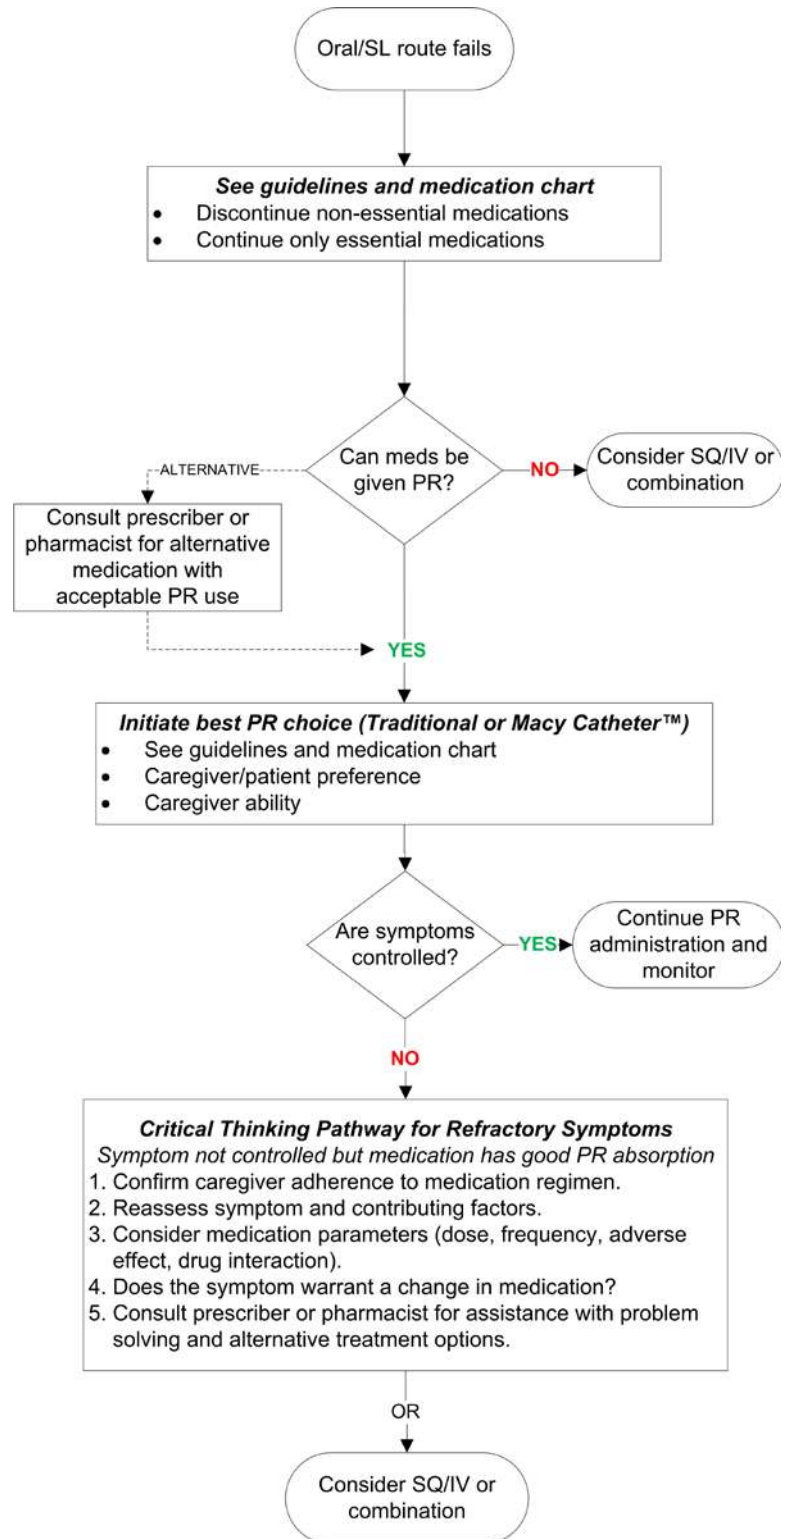 Oral/SL route fails
See guidelines and medication chart
• Discontinue non-essential medications
• Continue only essential medications
Can meds be
given PR?
ALTERNATIVE
NO
Consider SQ/IV or
combination
Consult prescriber or
pharmacist for alternative
medication with
acceptable PR use
YES
Initiate best PR choice (Traditional or Macy Catheter™)
• See guidelines and medication chart
• Caregiver/patient preference
• Caregiver ability
Are symptoms
controlled?
YES
Continue PR
administration and
monitor
NO
Critical Thinking Pathway for Refractory Symptoms
Symptom not controlled but medication has good PR absorption
1. Confirm caregiver adherence to medication regimen.
2. Reassess symptom and contributing factors.
3. Consider medication parameters (dose, frequency, adverse
effect, drug interaction).
4. Does the symptom warrant a change in medication?
5. Consult prescriber or pharmacist for assistance with problem
solving and alternative treatment options.
OR
Consider SQ/IV or
combination